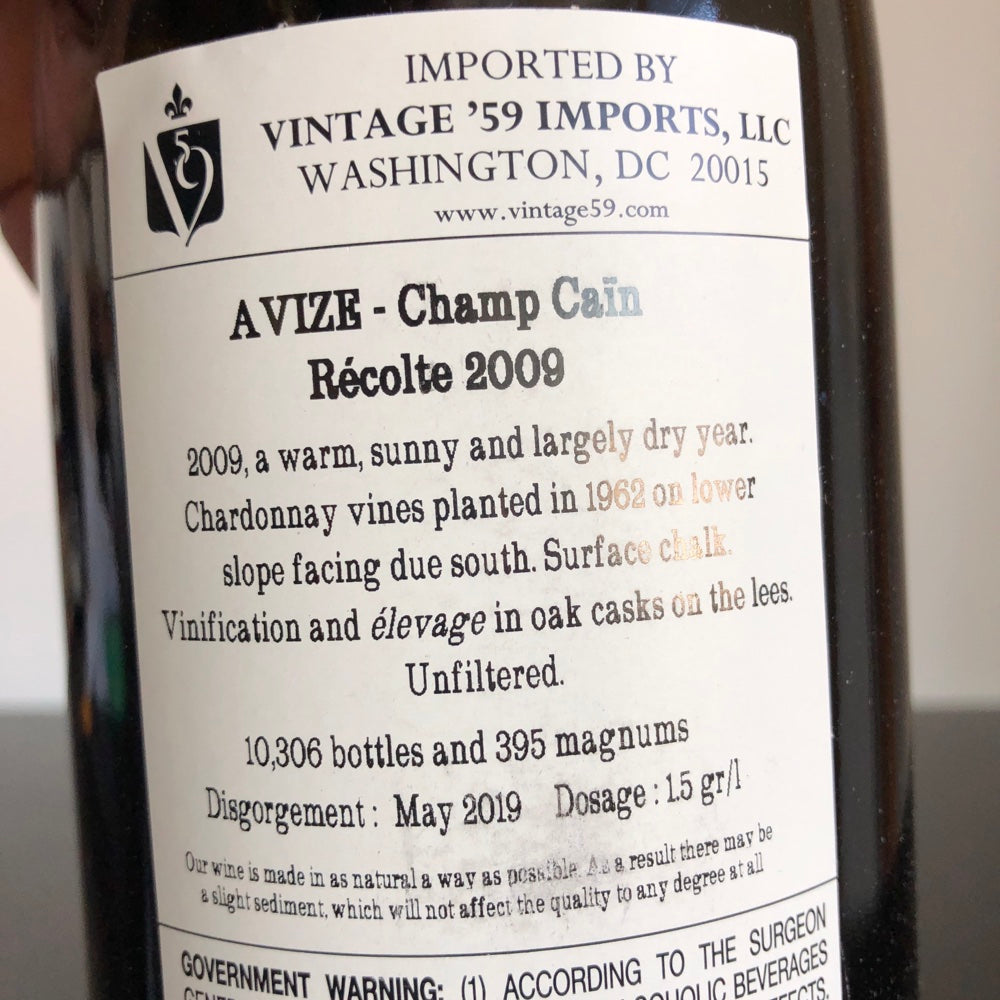 IMPORTED BY
VINTAGE ’59 IMPORTS, LLC
WASHINGTON, DC 20015
www.vintage59.com
V59
AVIZE - Champ Caïn
Récolte 2009
2009, a warm, sunny and largely dry year.
Chardonnay vines planted in 1962 on lower
slope facing due south. Surface chalk.
Vinification and élevage in oak casks on the lees.
Unfiltered.
10,306 bottles and 395 magnums
Disgorgement : May 2019 Dosage : 1.5 gr/l
Our wine is made in as natural a way as possible. As a result there may be
a slight sediment, which will not affect the quality to any degree at all
GOVERNMENT WARNING: (1) ACCORDING TO THE SURGEON
BEVERAGES